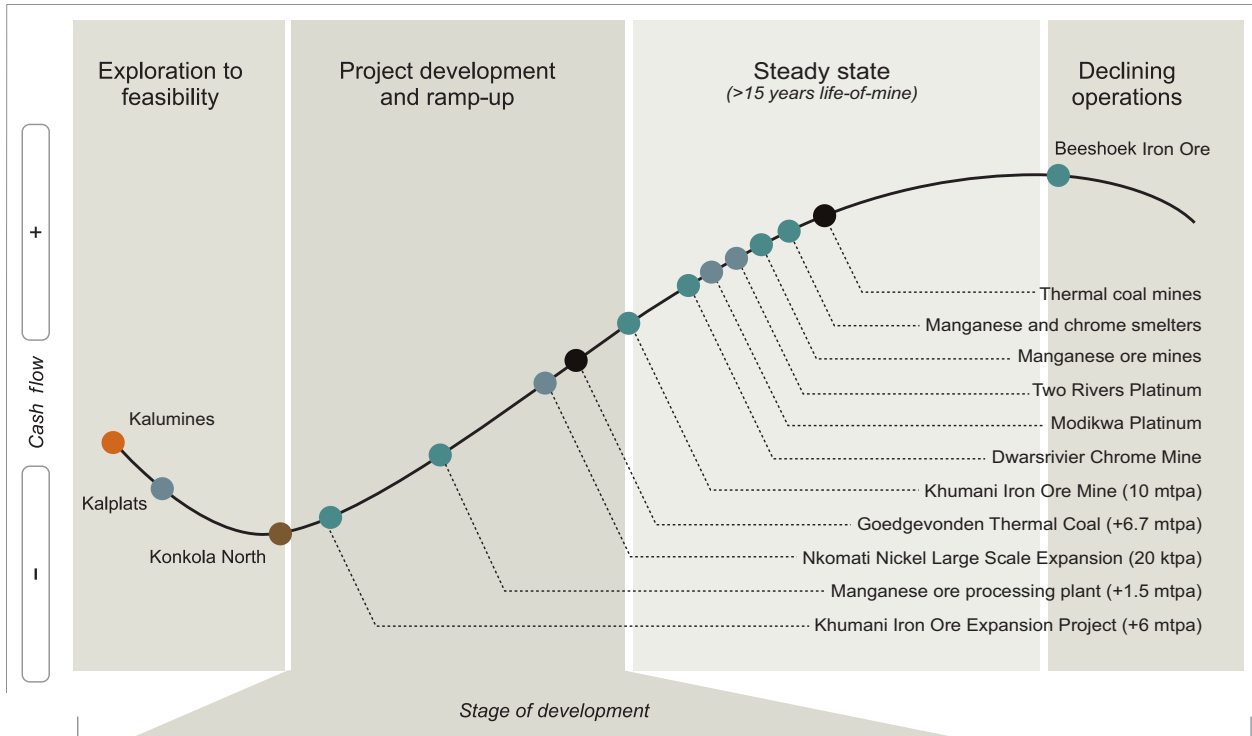 Exploration to
feasibility
Project development
and ramp-up
Steady state
(>15 years life-of-mine)
Declining
operations
Beeshoek Iron Ore
+
Cash flow
–
Kalumines
Kalplats
Konkola North
Thermal coal mines
Manganese and chrome smelters
Manganese ore mines
Two Rivers Platinum
Modikwa Platinum
Dwarsrivier Chrome Mine
Khumani Iron Ore Mine (10 mtpa)
Goedgevonden Thermal Coal (+6.7 mtpa)
Nkomati Nickel Large Scale Expansion (20 ktpa)
Manganese ore processing plant (+1.5 mtpa)
Khumani Iron Ore Expansion Project (+6 mtpa)
Stage of development